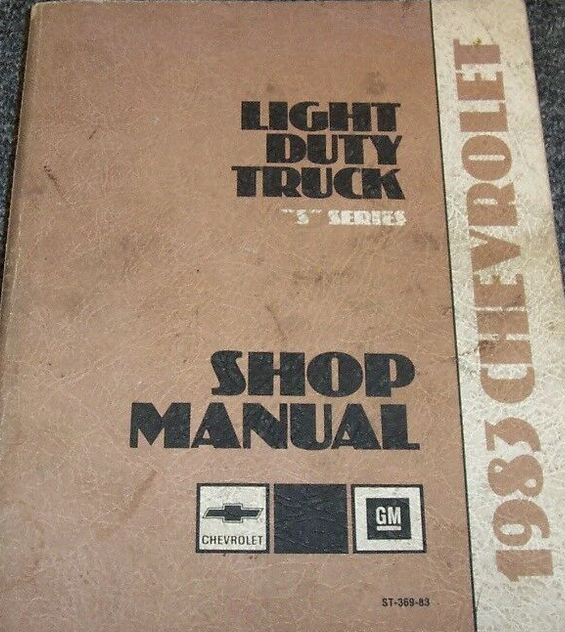 LIGHT
DUTY
TRUCK
"S" SERIES
SHOP
MANUAL
CHEVROLET
GM
ST-369-83
1983 CHEVROLET